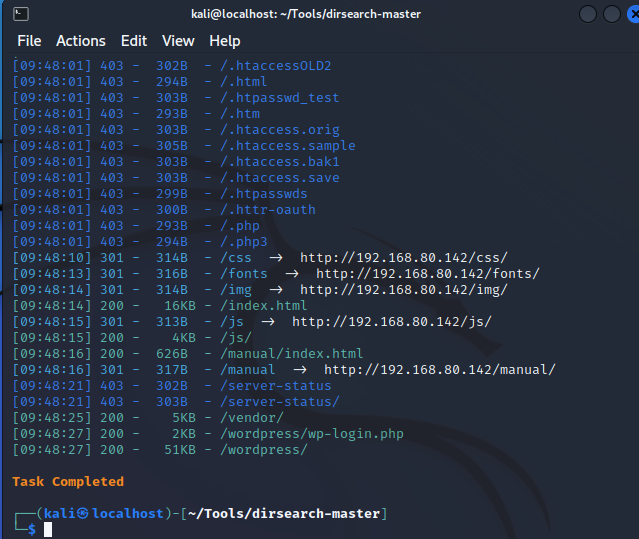 kali@localhost: ~/Tools/dirsearch-master
File Actions Edit View Help
[09:48:01] 403 - 302B - /.htaccessOLD2
[09:48:01] 403 - 294B - /.html
[09:48:01] 403 - 303B - /.htpasswd_test
[09:48:01] 403 - 293B - /.htm
[09:48:01] 403 - 303B - /.htaccess.orig
[09:48:01] 403 - 305B - /.htaccess.sample
[09:48:01] 403 - 303B - /.htaccess.bak1
[09:48:01] 403 - 303B - /.htaccess.save
[09:48:01] 403 - 299B - /.htpasswds
[09:48:01] 403 - 300B - /.httr-oauth
[09:48:01] 403 - 293B - /.php
[09:48:01] 403 - 294B - /.php3
[09:48:10] 301 - 314B - /css → http://192.168.80.142/css/
[09:48:13] 301 - 316B - /fonts → http://192.168.80.142/fonts/
[09:48:14] 301 - 314B - /img → http://192.168.80.142/img/
[09:48:14] 200 - 16KB - /index.html
[09:48:15] 301 - 313B - /js → http://192.168.80.142/js/
[09:48:15] 200 - 4KB - /js/
[09:48:16] 200 - 626B - /manual/index.html
[09:48:16] 301 - 317B - /manual → http://192.168.80.142/manual/
[09:48:21] 403 - 302B - /server-status
[09:48:21] 403 - 303B - /server-status/
[09:48:25] 200 - 5KB - /vendor/
[09:48:27] 200 - 2KB - /wordpress/wp-login.php
[09:48:27] 200 - 51KB - /wordpress/
Task Completed
┌──(kali㉿localhost)-[~/Tools/dirsearch-master]
└─$